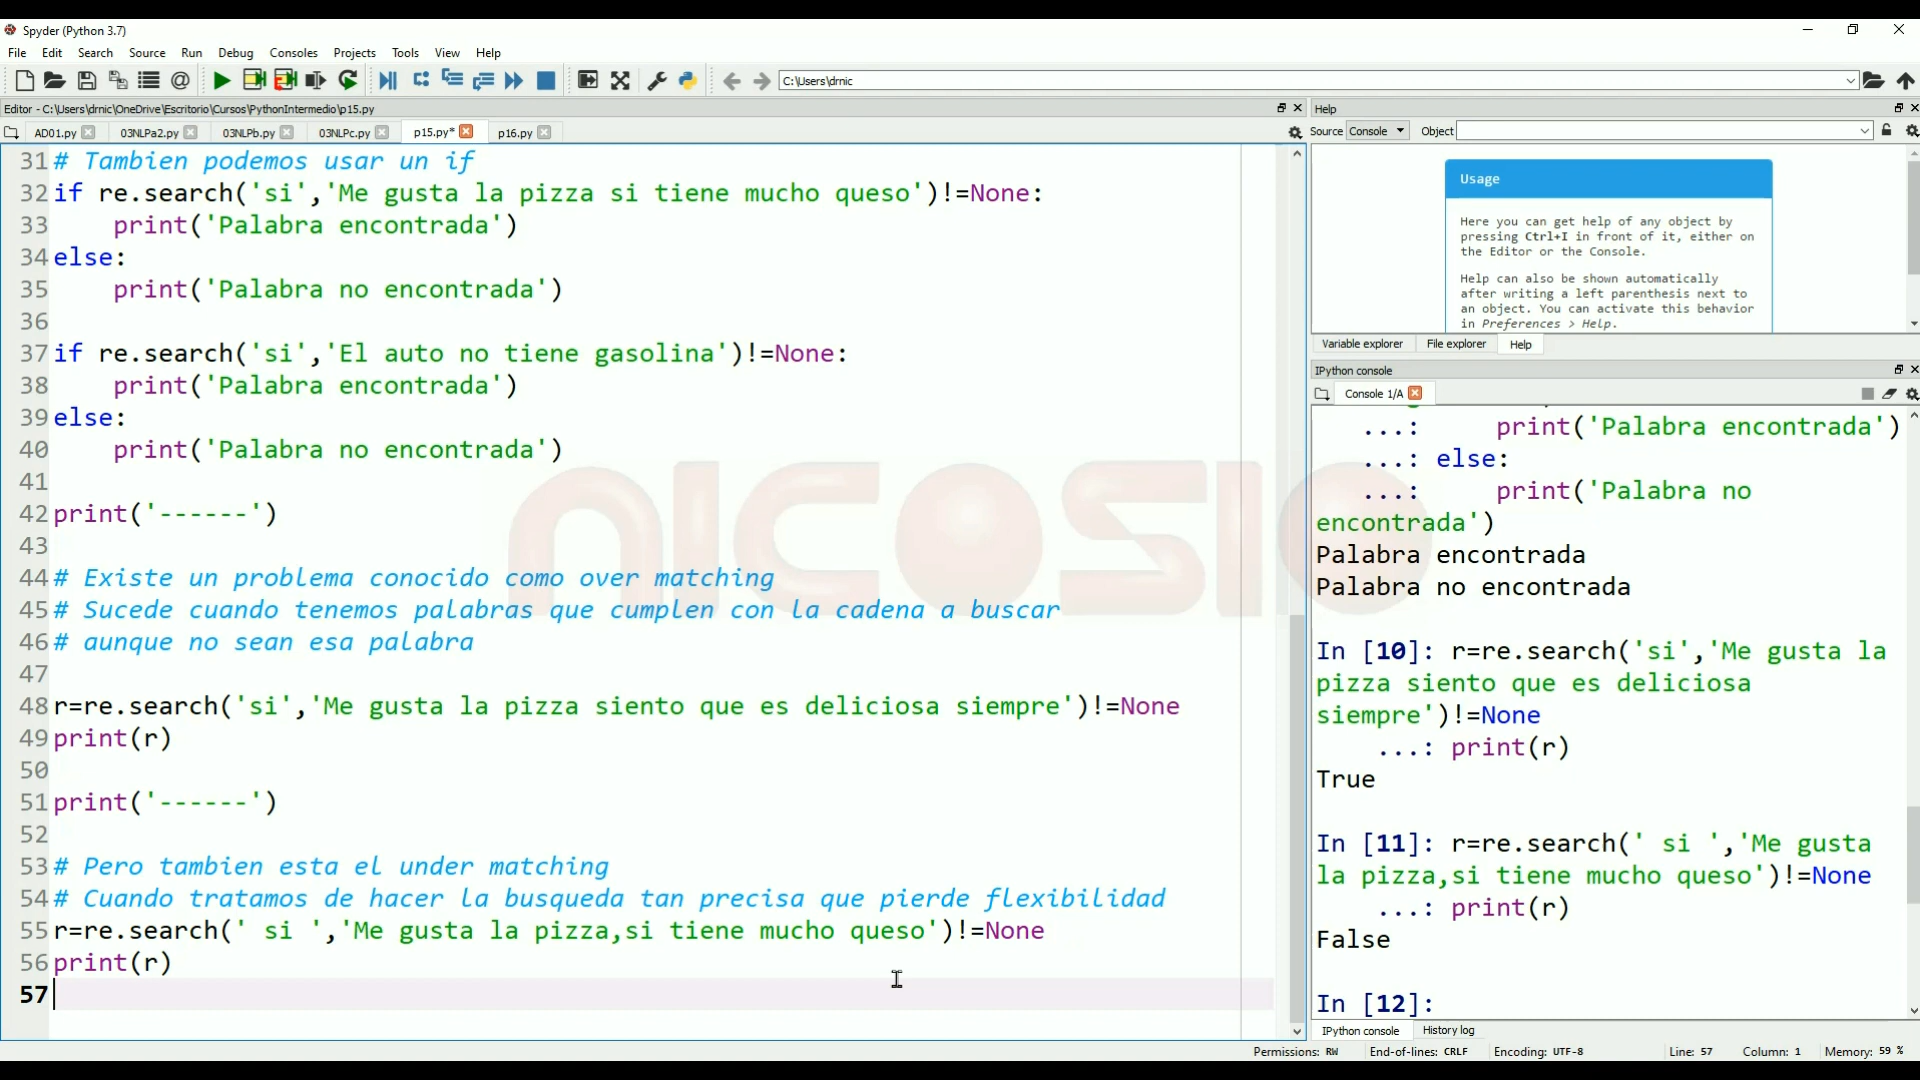 Spyder (Python 3.7)
File Edit Search Source Run Debug Consoles Projects Tools View Help
C:\Users\drnic
Editor - C:\Users\drnic\OneDrive\Escritorio\Cursos\PythonIntermedio\p15.py
AD01.py 03NLPa2.py 03NLPb.py 03NLPc.py p15.py* p16.py
31 # Tambien podemos usar un if
32 if re.search('si','Me gusta la pizza si tiene mucho queso')!=None:
33     print('Palabra encontrada')
34 else:
35     print('Palabra no encontrada')
36
37 if re.search('si','El auto no tiene gasolina')!=None:
38     print('Palabra encontrada')
39 else:
40     print('Palabra no encontrada')
41
42 print('------')
43
44 # Existe un problema conocido como over matching
45 # Sucede cuando tenemos palabras que cumplen con la cadena a buscar
46 # aunque no sean esa palabra
47
48 r=re.search('si','Me gusta la pizza siento que es deliciosa siempre')!=None
49 print(r)
50
51 print('------')
52
53 # Pero tambien esta el under matching
54 # Cuando tratamos de hacer la busqueda tan precisa que pierde flexibilidad
55 r=re.search(' si ','Me gusta la pizza,si tiene mucho queso')!=None
56 print(r)
57
NICOSIO
Help
Source Console Object
Usage
Here you can get help of any object by
pressing Ctrl+I in front of it, either on
the Editor or the Console.
Help can also be shown automatically
after writing a left parenthesis next to
an object. You can activate this behavior
in Preferences > Help.
Variable explorer File explorer Help
IPython console
Console 1/A
...:     print('Palabra encontrada')
...: else:
...:     print('Palabra no
encontrada')
Palabra encontrada
Palabra no encontrada
In [10]: r=re.search('si','Me gusta la
pizza siento que es deliciosa
siempre')!=None
...: print(r)
True
In [11]: r=re.search(' si ','Me gusta
la pizza,si tiene mucho queso')!=None
...: print(r)
False
In [12]:
IPython console History log
Permissions: RW End-of-lines: CRLF Encoding: UTF-8 Line: 57 Column: 1 Memory: 59 %